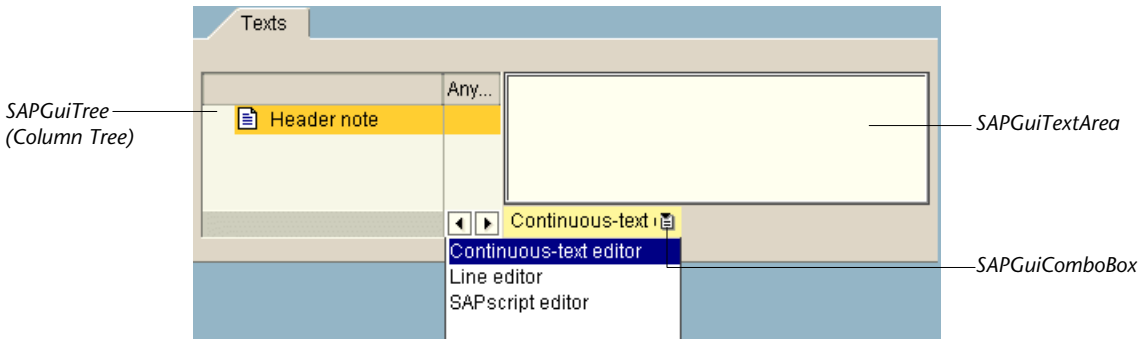 Texts
Any...
SAPGuiTree
(Column Tree)
Header note
SAPGuiTextArea
Continuous-text
Continuous-text editor
Line editor
SAPscript editor
SAPGuiComboBox